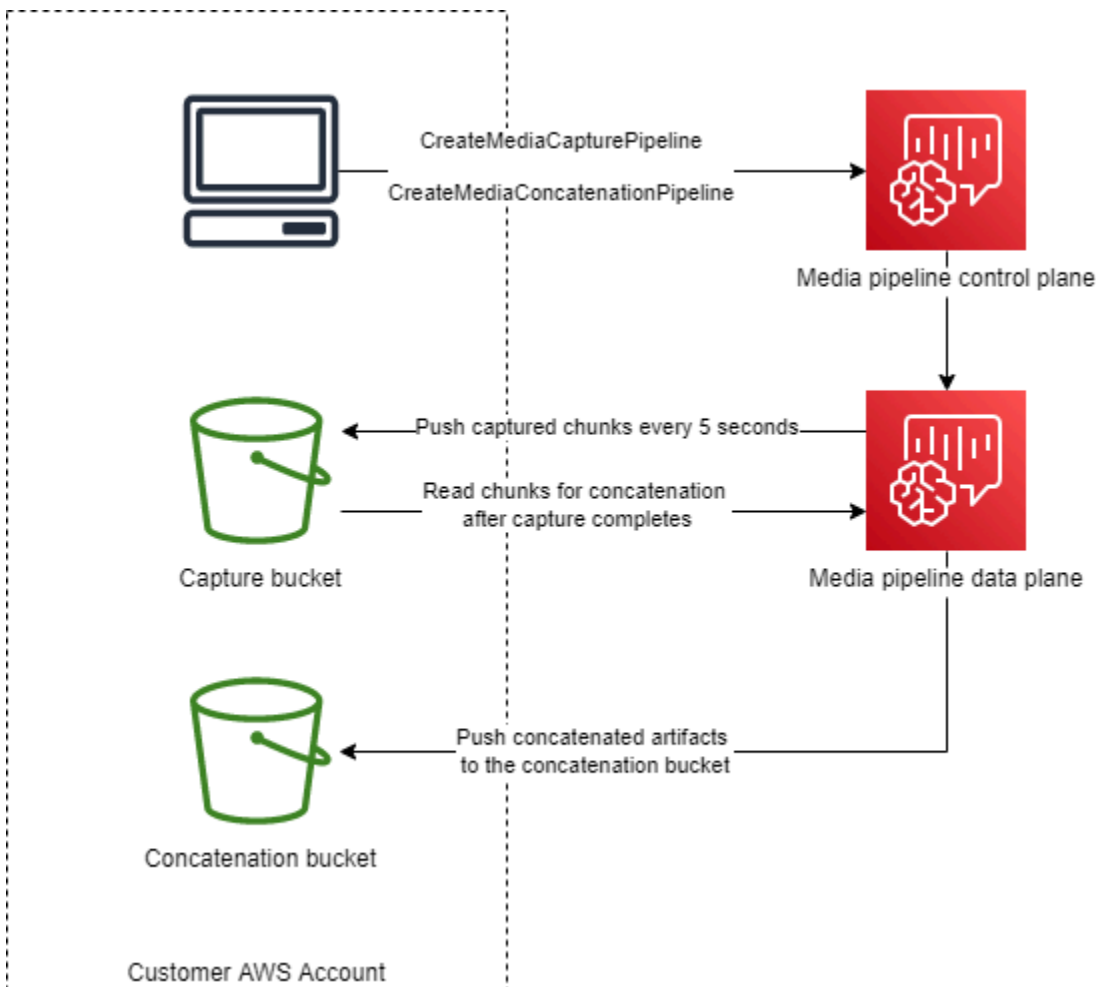 CreateMediaCapturePipeline
CreateMediaConcatenationPipeline
Media pipeline control plane
Push captured chunks every 5 seconds
Read chunks for concatenation
after capture completes
Capture bucket
Media pipeline data plane
Push concatenated artifacts
to the concatenation bucket
Concatenation bucket
Customer AWS Account